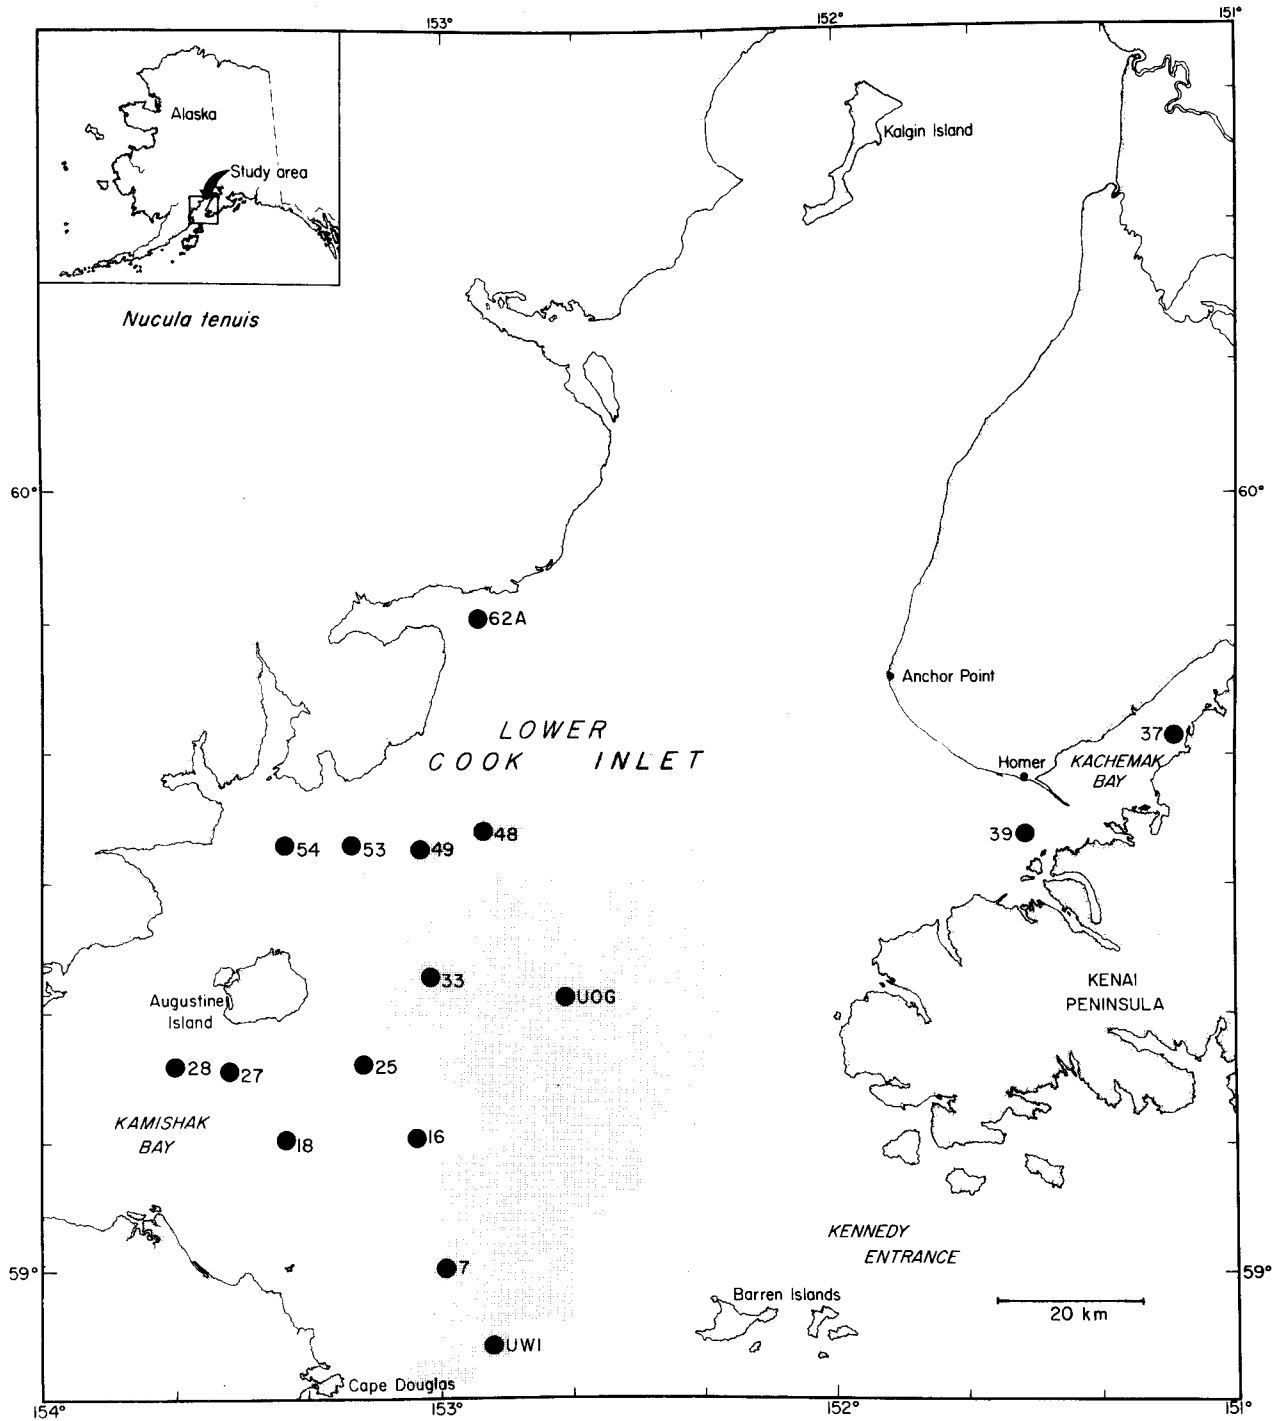 153°
152°
151°
Alaska
Study area
Kalgin Island
Nucula tenuis
60°
60°
62A
Anchor Point
LOWER
COOK INLET
37
KACHEMAK
BAY
Homer
48
39
54
53
49
33
UOG
KENAI
PENINSULA
Augustine
Island
28
27
25
KAMISHAK
BAY
18
16
KENNEDY
ENTRANCE
7
59°
59°
Barren Islands
20 km
UWI
Cape Douglas
154°
153°
152°
151°